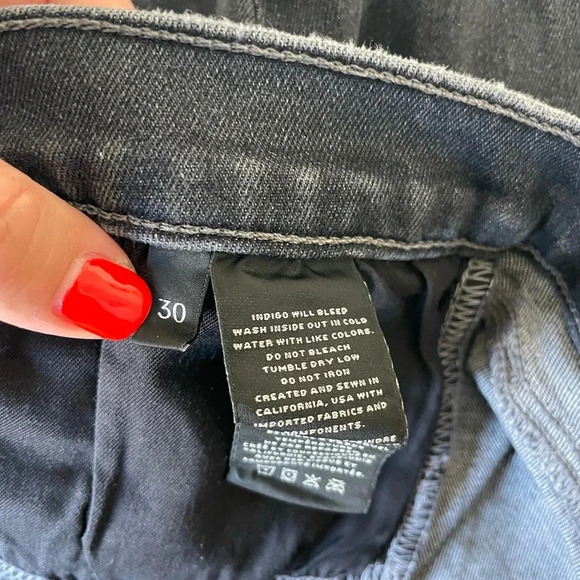 30
INDIGO WILL BLEED
WASH INSIDE OUT IN COLD
WATER WITH LIKE COLORS.
DO NOT BLEACH
TUMBLE DRY LOW
DO NOT IRON
CREATED AND SEWN IN
CALIFORNIA, USA WITH
IMPORTED FABRICS AND
COMPONENTS.